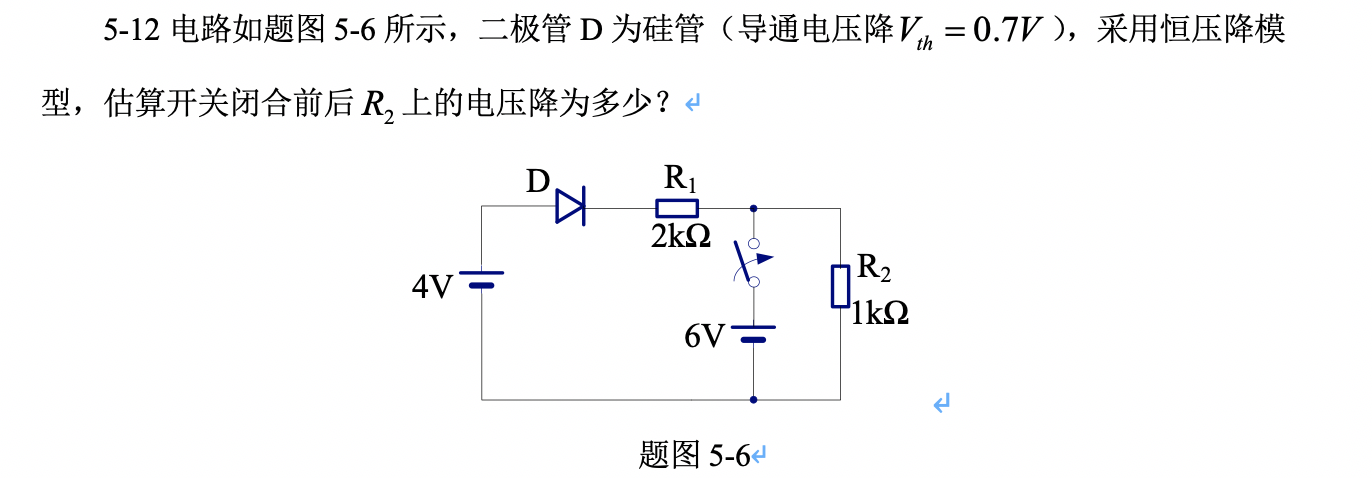 5-12 电路如题图 5-6 所示，二极管 D 为硅管（导通电压降 V_th = 0.7V ），采用恒压降模
型，估算开关闭合前后 R₂ 上的电压降为多少？↵
D
R₁
2kΩ
4V
R₂
1kΩ
6V
↵
题图 5-6↵